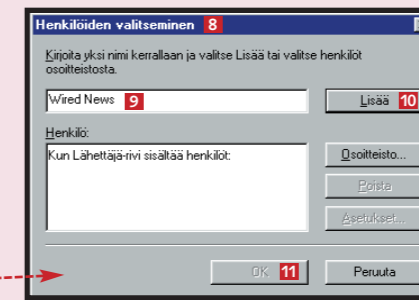 Henkilöiden valitseminen 8
Kirjoita yksi nimi kerrallaan ja valitse Lisää tai valitse henkilöt
osoitteistosta.
Wired News 9
Lisää 10
Henkilö:
Kun Lähettäjä-rivi sisältää henkilöt:
Osoitteisto...
Poista
Asetukset...
OK 11
Peruuta